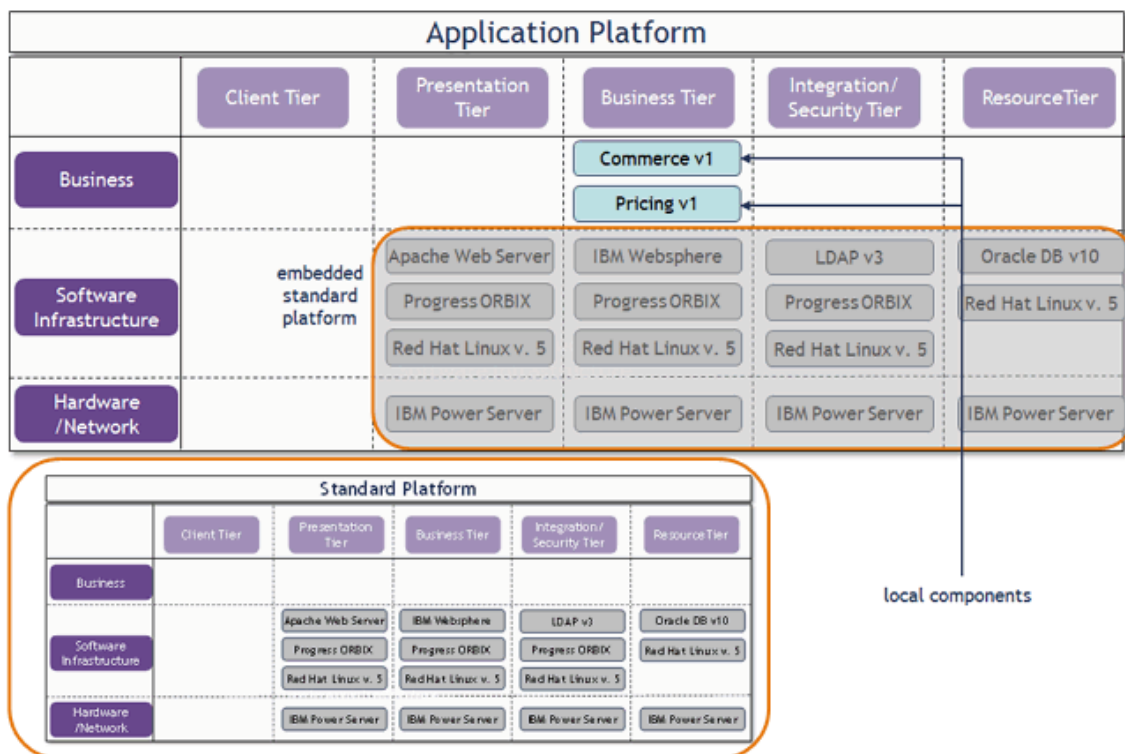 Application Platform
Client Tier
Presentation
Tier
Business Tier
Integration/
Security Tier
ResourceTier
Business
Commerce v1
Pricing v1
embedded
standard
platform
Software
Infrastructure
Apache Web Server
IBM Websphere
LDAP v3
Oracle DB v10
Progress ORBIX
Progress ORBIX
Progress ORBIX
Red Hat Linux v. 5
Red Hat Linux v. 5
Red Hat Linux v. 5
Red Hat Linux v. 5
Hardware
/Network
IBM Power Server
IBM Power Server
IBM Power Server
IBM Power Server
Standard Platform
Client Tier
Presentation
Tier
Business Tier
Integration/
Security Tier
ResourceTier
Business
Software
Infrastructure
Apache Web Server
IBM Websphere
LDAP v3
Oracle DB v10
Progress ORBIX
Progress ORBIX
Progress ORBIX
Red Hat Linux v. 5
Red Hat Linux v. 5
Red Hat Linux v. 5
Red Hat Linux v. 5
Hardware
/Network
IBM Power Server
IBM Power Server
IBM Power Server
IBM Power Server
local components